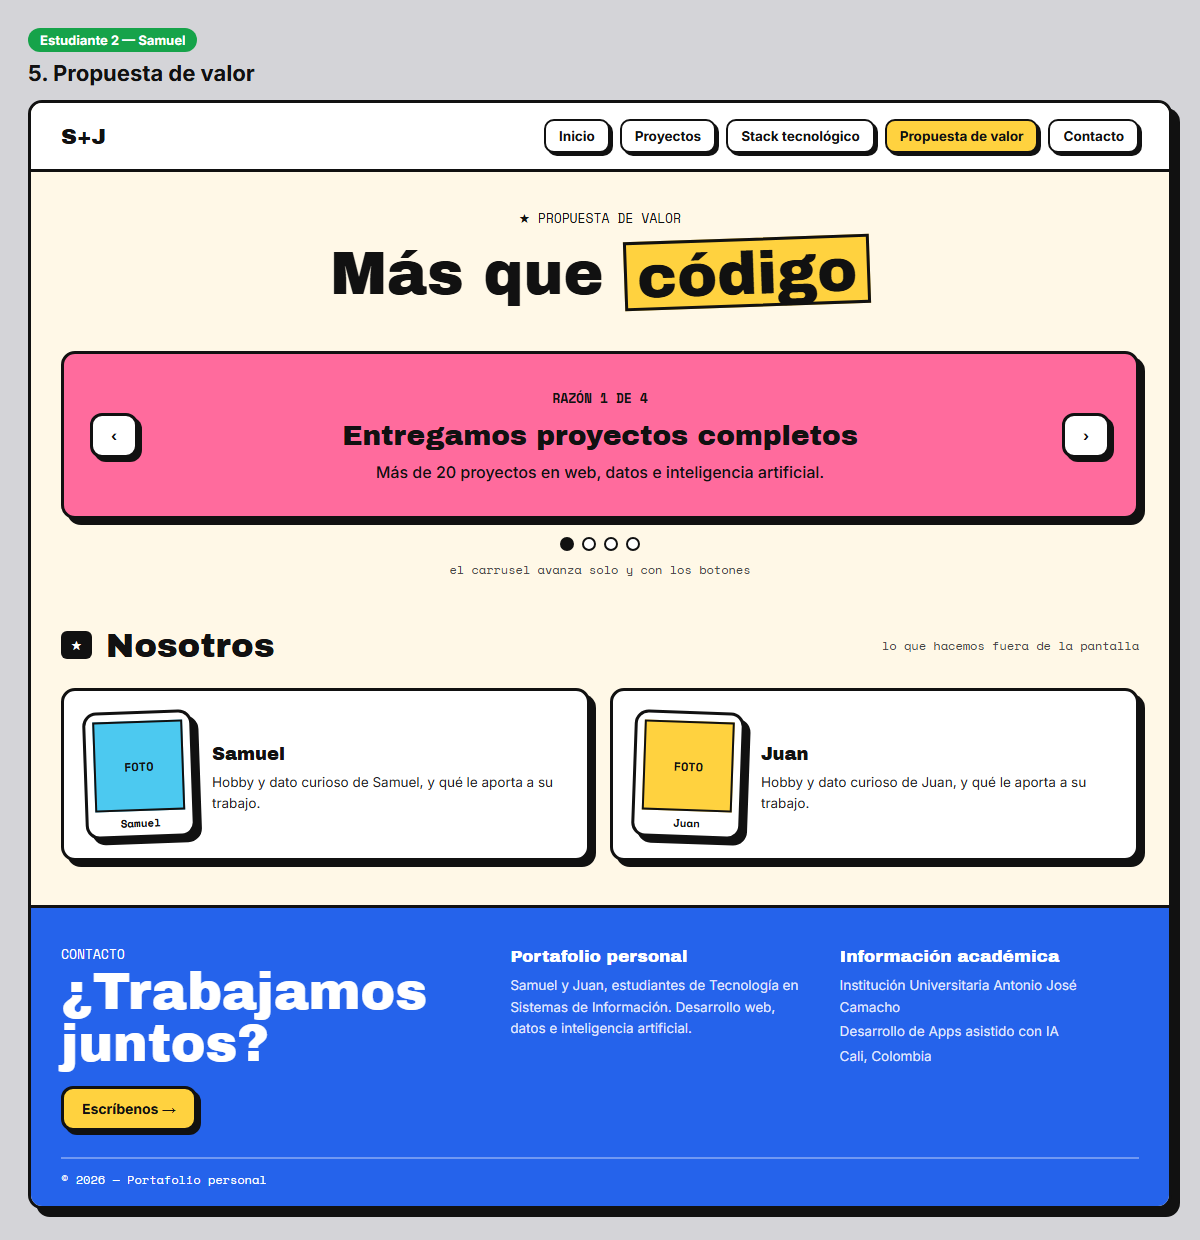 Estudiante 2 — Samuel
5. Propuesta de valor
S+J
Inicio
Proyectos
Stack tecnológico
Propuesta de valor
Contacto
★ PROPUESTA DE VALOR
Más que código
RAZÓN 1 DE 4
‹
›
Entregamos proyectos completos
Más de 20 proyectos en web, datos e inteligencia artificial.
el carrusel avanza solo y con los botones
★ Nosotros
lo que hacemos fuera de la pantalla
FOTO
Samuel
Samuel
Hobby y dato curioso de Samuel, y qué le aporta a su
trabajo.
FOTO
Juan
Juan
Hobby y dato curioso de Juan, y qué le aporta a su
trabajo.
CONTACTO
¿Trabajamos
juntos?
Escríbenos →
Portafolio personal
Samuel y Juan, estudiantes de Tecnología en
Sistemas de Información. Desarrollo web,
datos e inteligencia artificial.
Información académica
Institución Universitaria Antonio José
Camacho
Desarrollo de Apps asistido con IA
Cali, Colombia
© 2026 — Portafolio personal